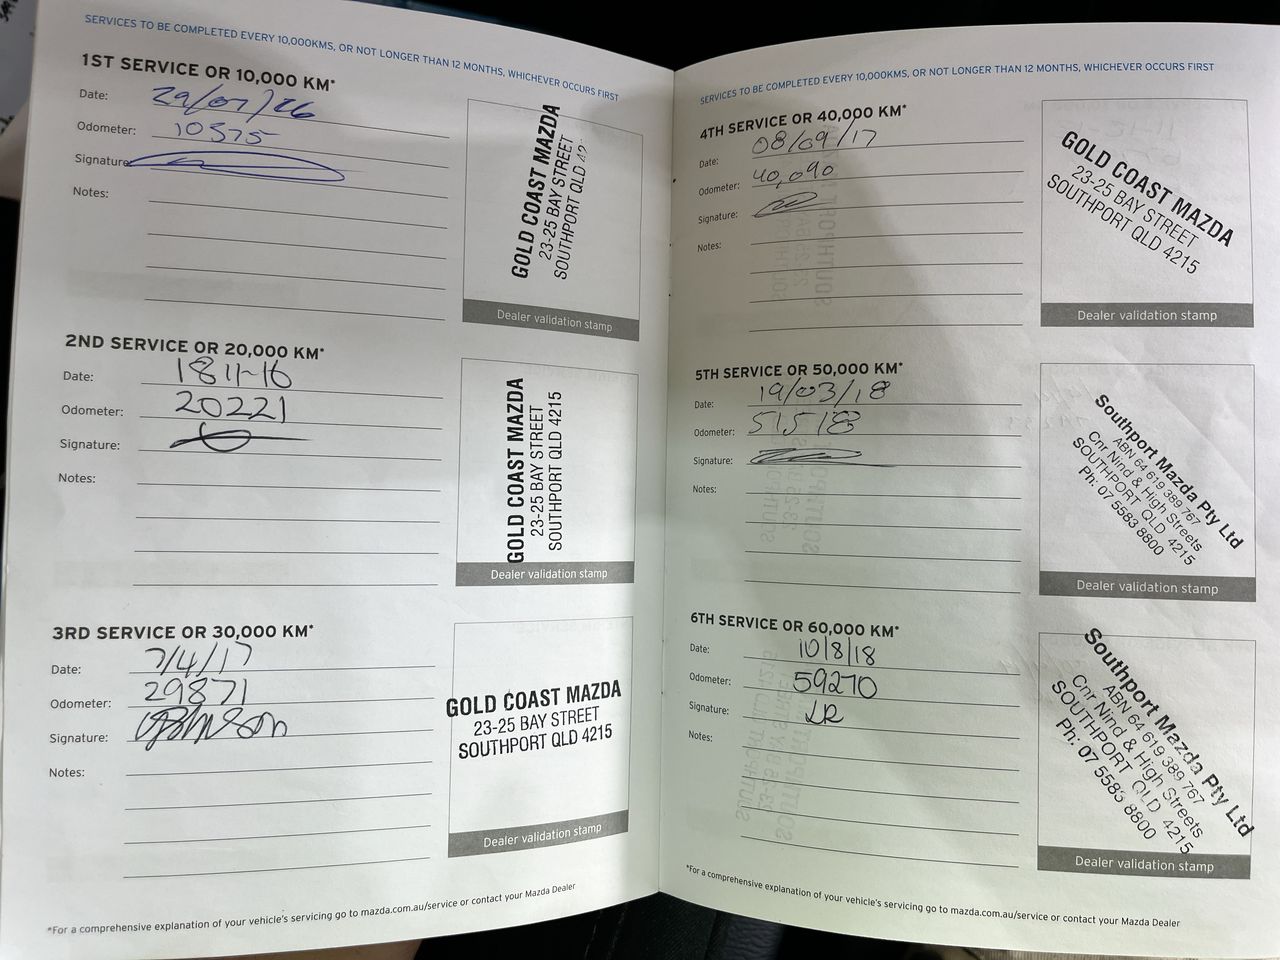 SERVICES TO BE COMPLETED EVERY 10,000KMS, OR NOT LONGER THAN 12 MONTHS, WHICHEVER OCCURS FIRST
1ST SERVICE OR 10,000 KM*
Date: 29/07/16
Odometer: 10575
Signature:
Notes:
GOLD COAST MAZDA
23-25 BAY STREET
SOUTHPORT QLD 42
Dealer validation stamp
2ND SERVICE OR 20,000 KM*
Date: 18 11-16
Odometer: 20221
Signature:
Notes:
GOLD COAST MAZDA
23-25 BAY STREET
SOUTHPORT QLD 4215
Dealer validation stamp
3RD SERVICE OR 30,000 KM*
Date: 7/4/17
Odometer: 29871
Signature:
Notes:
GOLD COAST MAZDA
23-25 BAY STREET
SOUTHPORT QLD 4215
Dealer validation stamp
*For a comprehensive explanation of your vehicle's servicing go to mazda.com.au/service or contact your Mazda Dealer
SERVICES TO BE COMPLETED EVERY 10,000KMS, OR NOT LONGER THAN 12 MONTHS, WHICHEVER OCCURS FIRST
4TH SERVICE OR 40,000 KM*
Date: 08/09/17
Odometer: 40,090
Signature:
Notes:
GOLD COAST MAZDA
23-25 BAY STREET
SOUTHPORT QLD 4215
Dealer validation stamp
5TH SERVICE OR 50,000 KM*
Date: 19/03/18
Odometer: 51,518
Signature:
Notes:
Southport Mazda Pty Ltd
ABN 64 619 389 767
Cnr Nind & High Streets
SOUTHPORT QLD 4215
Ph: 07 5583 8800
Dealer validation stamp
6TH SERVICE OR 60,000 KM*
Date: 10/8/18
Odometer: 59270
Signature: LR
Notes:
Southport Mazda Pty Ltd
ABN 64 619 389 767
Cnr Nind & High Streets
SOUTHPORT QLD 4215
Ph: 07 5583 8800
Dealer validation stamp
*For a comprehensive explanation of your vehicle's servicing go to mazda.com.au/service or contact your Mazda Dealer